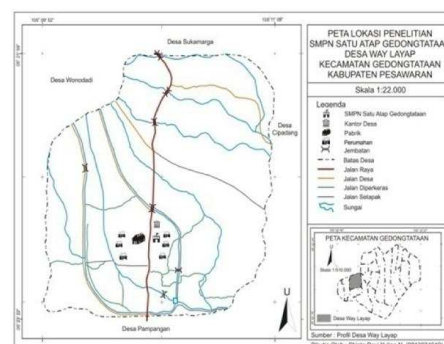 Desa Sukamarga
Desa Wonodadi
Desa
Cipadang
Desa Pampangan
PETA LOKASI PENELITIAN
SMPN SATU ATAP GEDONGTATAAN
DESA WAY LAYAP
KECAMATAN GEDONGTATAAN
KABUPATEN PESAWARAN
Skala 1:22.000
Legenda
SMPN Satu Atap Gedongtataan
Kantor Desa
Pabrik
Perumahan
Jembatan
Batas Desa
Jalan Raya
Jalan Desa
Jalan Diperkeras
Jalan Setapak
Sungai
U
PETA KECAMATAN GEDONGTATAAN
U
Desa Way Layap
Sumber : Profil Desa Way Layap